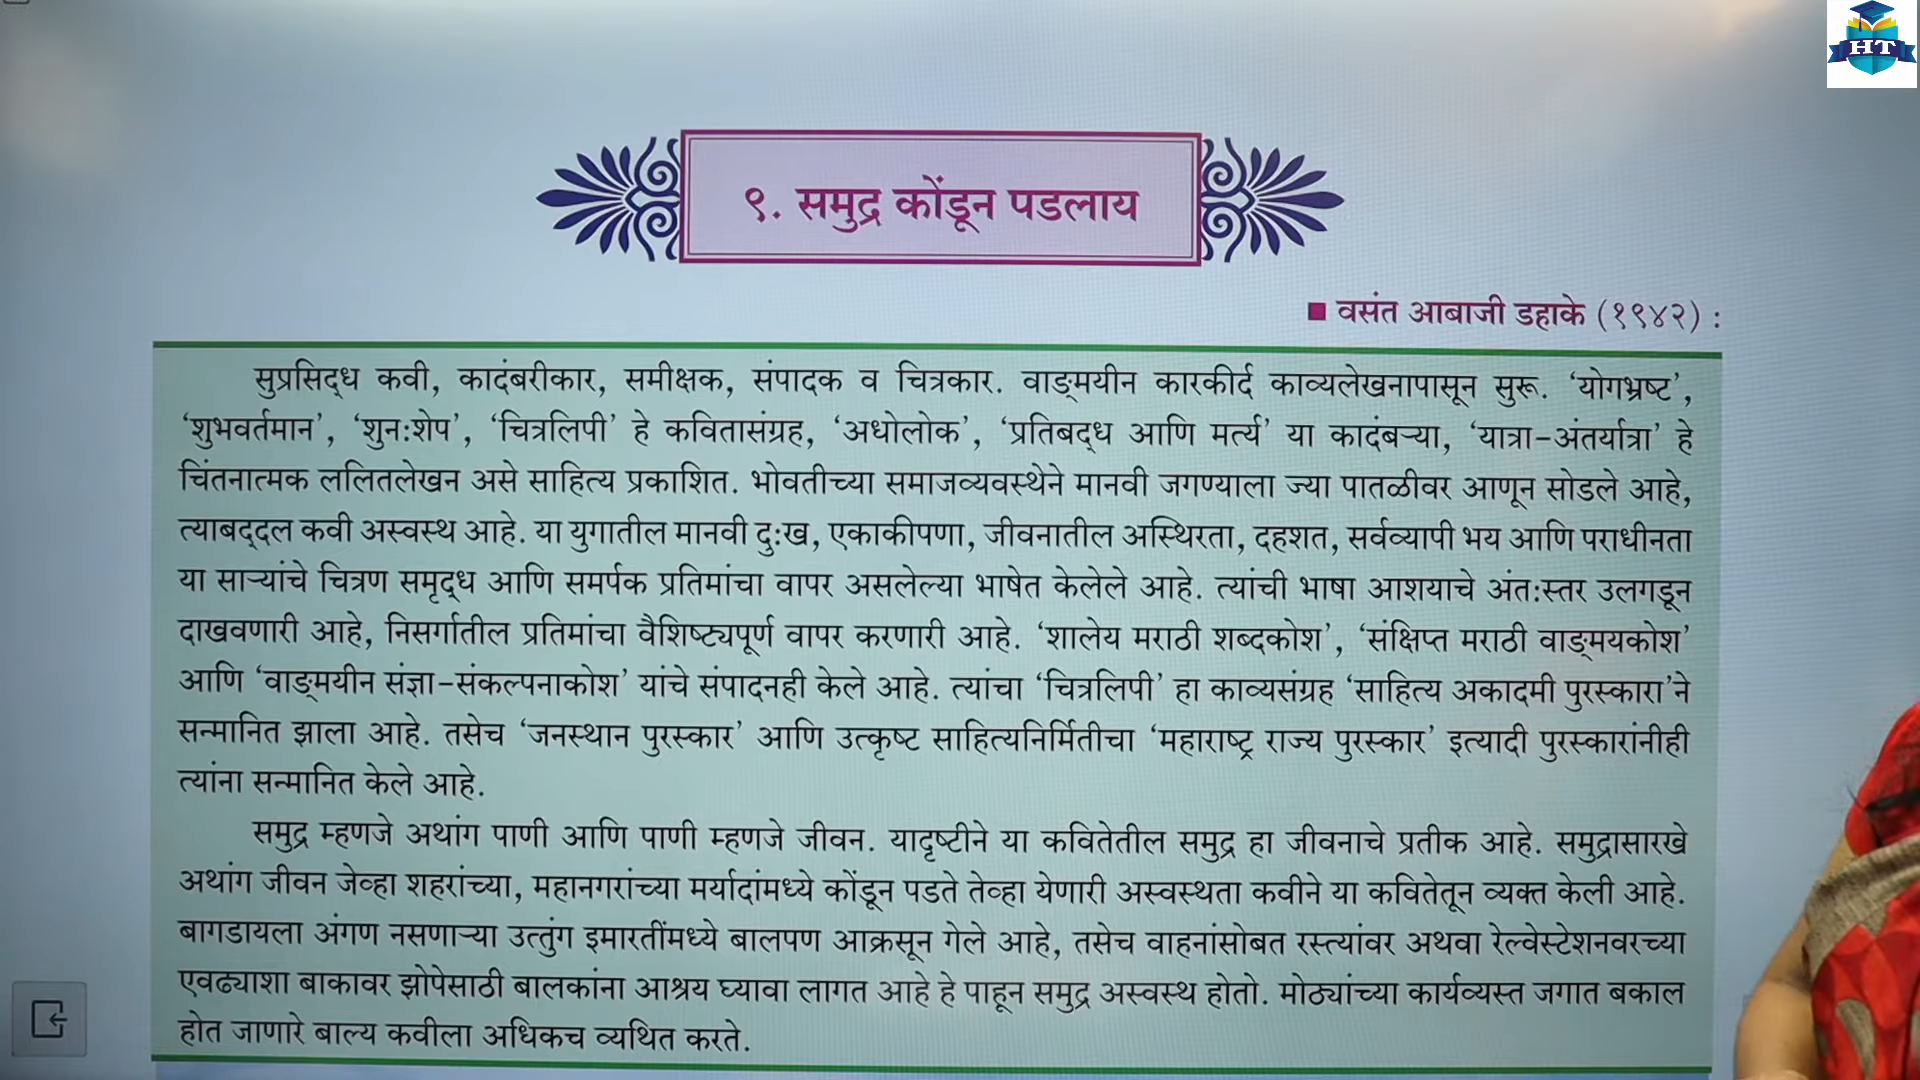 HT
९. समुद्र कोंडून पडलाय
■ वसंत आबाजी डहाके (१९४२) :
सुप्रसिद्ध कवी, कादंबरीकार, समीक्षक, संपादक व चित्रकार. वाङ्मयीन कारकीर्द काव्यलेखनापासून सुरू. ‘योगभ्रष्ट’,
‘शुभवर्तमान’, ‘शुन:शेप’, ‘चित्रलिपी’ हे कवितासंग्रह, ‘अधोलोक’, ‘प्रतिबद्ध आणि मर्त्य’ या कादंबऱ्या, ‘यात्रा-अंतर्यात्रा’ हे
चिंतनात्मक ललितलेखन असे साहित्य प्रकाशित. भोवतीच्या समाजव्यवस्थेने मानवी जगण्याला ज्या पातळीवर आणून सोडले आहे,
त्याबद्दल कवी अस्वस्थ आहे. या युगातील मानवी दु:ख, एकाकीपणा, जीवनातील अस्थिरता, दहशत, सर्वव्यापी भय आणि पराधीनता
या साऱ्यांचे चित्रण समृद्ध आणि समर्पक प्रतिमांचा वापर असलेल्या भाषेत केलेले आहे. त्यांची भाषा आशयाचे अंत:स्तर उलगडून
दाखवणारी आहे, निसर्गातील प्रतिमांचा वैशिष्ट्यपूर्ण वापर करणारी आहे. ‘शालेय मराठी शब्दकोश’, ‘संक्षिप्त मराठी वाङ्मयकोश’
आणि ‘वाङ्मयीन संज्ञा-संकल्पनाकोश’ यांचे संपादनही केले आहे. त्यांचा ‘चित्रलिपी’ हा काव्यसंग्रह ‘साहित्य अकादमी पुरस्कारा’ने
सन्मानित झाला आहे. तसेच ‘जनस्थान पुरस्कार’ आणि उत्कृष्ट साहित्यनिर्मितीचा ‘महाराष्ट्र राज्य पुरस्कार’ इत्यादी पुरस्कारांनीही
त्यांना सन्मानित केले आहे.
समुद्र म्हणजे अथांग पाणी आणि पाणी म्हणजे जीवन. यादृष्टीने या कवितेतील समुद्र हा जीवनाचे प्रतीक आहे. समुद्रासारखे
अथांग जीवन जेव्हा शहरांच्या, महानगरांच्या मर्यादांमध्ये कोंडून पडते तेव्हा येणारी अस्वस्थता कवीने या कवितेतून व्यक्त केली आहे.
बागडायला अंगण नसणाऱ्या उत्तुंग इमारतींमध्ये बालपण आक्रसून गेले आहे, तसेच वाहनांसोबत रस्त्यांवर अथवा रेल्वेस्टेशनवरच्या
एवढ्याशा बाकावर झोपेसाठी बालकांना आश्रय घ्यावा लागत आहे हे पाहून समुद्र अस्वस्थ होतो. मोठ्यांच्या कार्यव्यस्त जगात बकाल
होत जाणारे बाल्य कवीला अधिकच व्यथित करते.